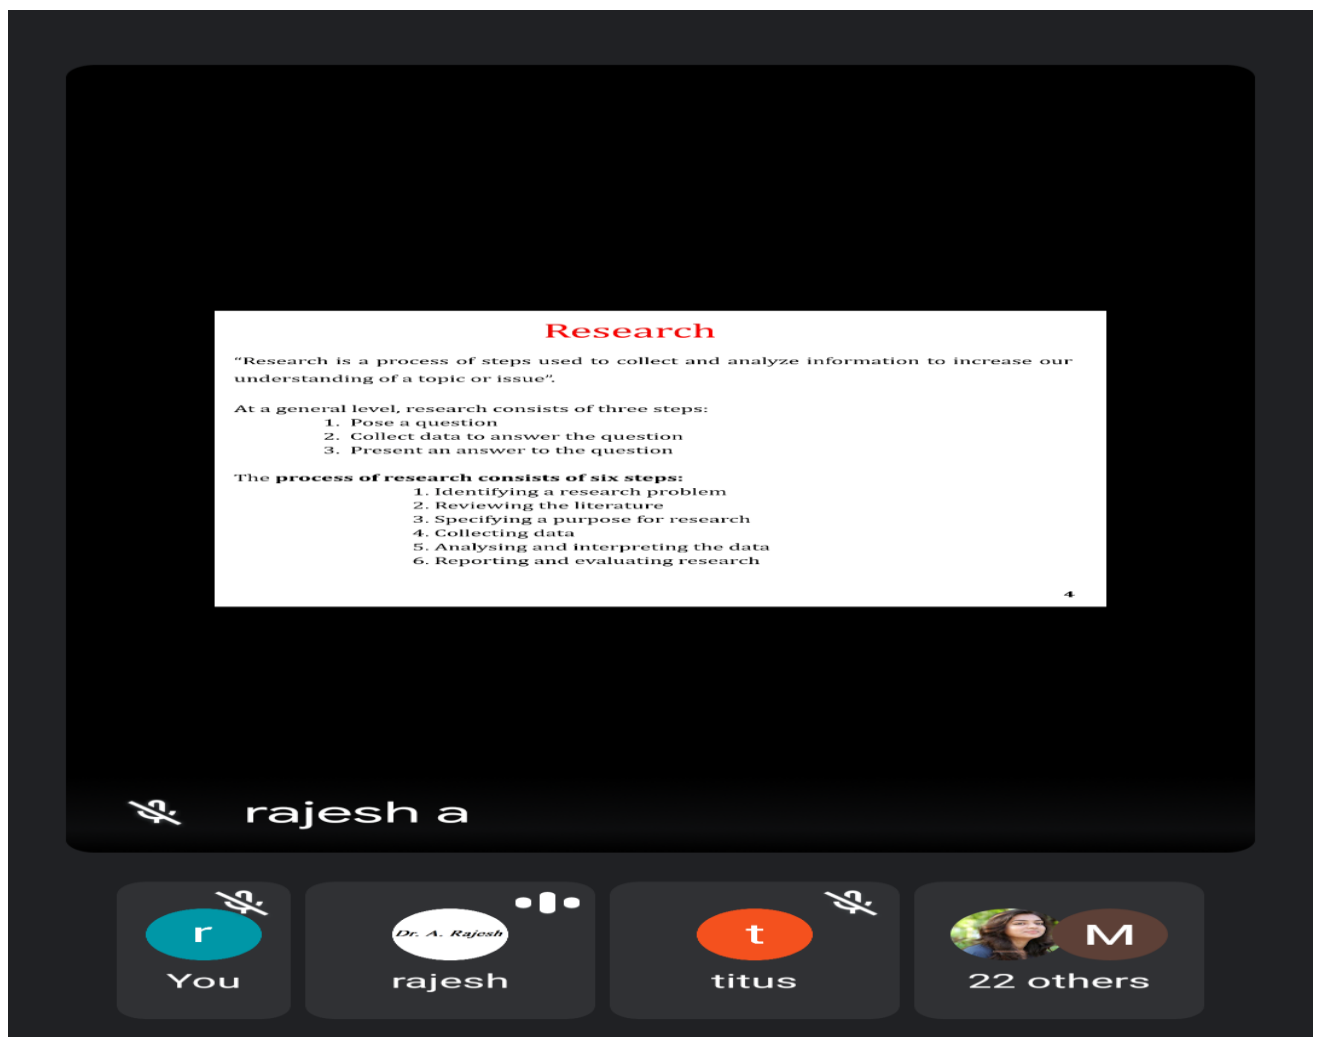 Research
“Research is a process of steps used to collect and analyze information to increase our
understanding of a topic or issue”.
At a general level, research consists of three steps:
1. Pose a question
2. Collect data to answer the question
3. Present an answer to the question
The process of research consists of six steps:
1. Identifying a research problem
2. Reviewing the literature
3. Specifying a purpose for research
4. Collecting data
5. Analysing and interpreting the data
6. Reporting and evaluating research
4
rajesh a
r
You
Dr. A. Rajesh
rajesh
t
titus
M
22 others